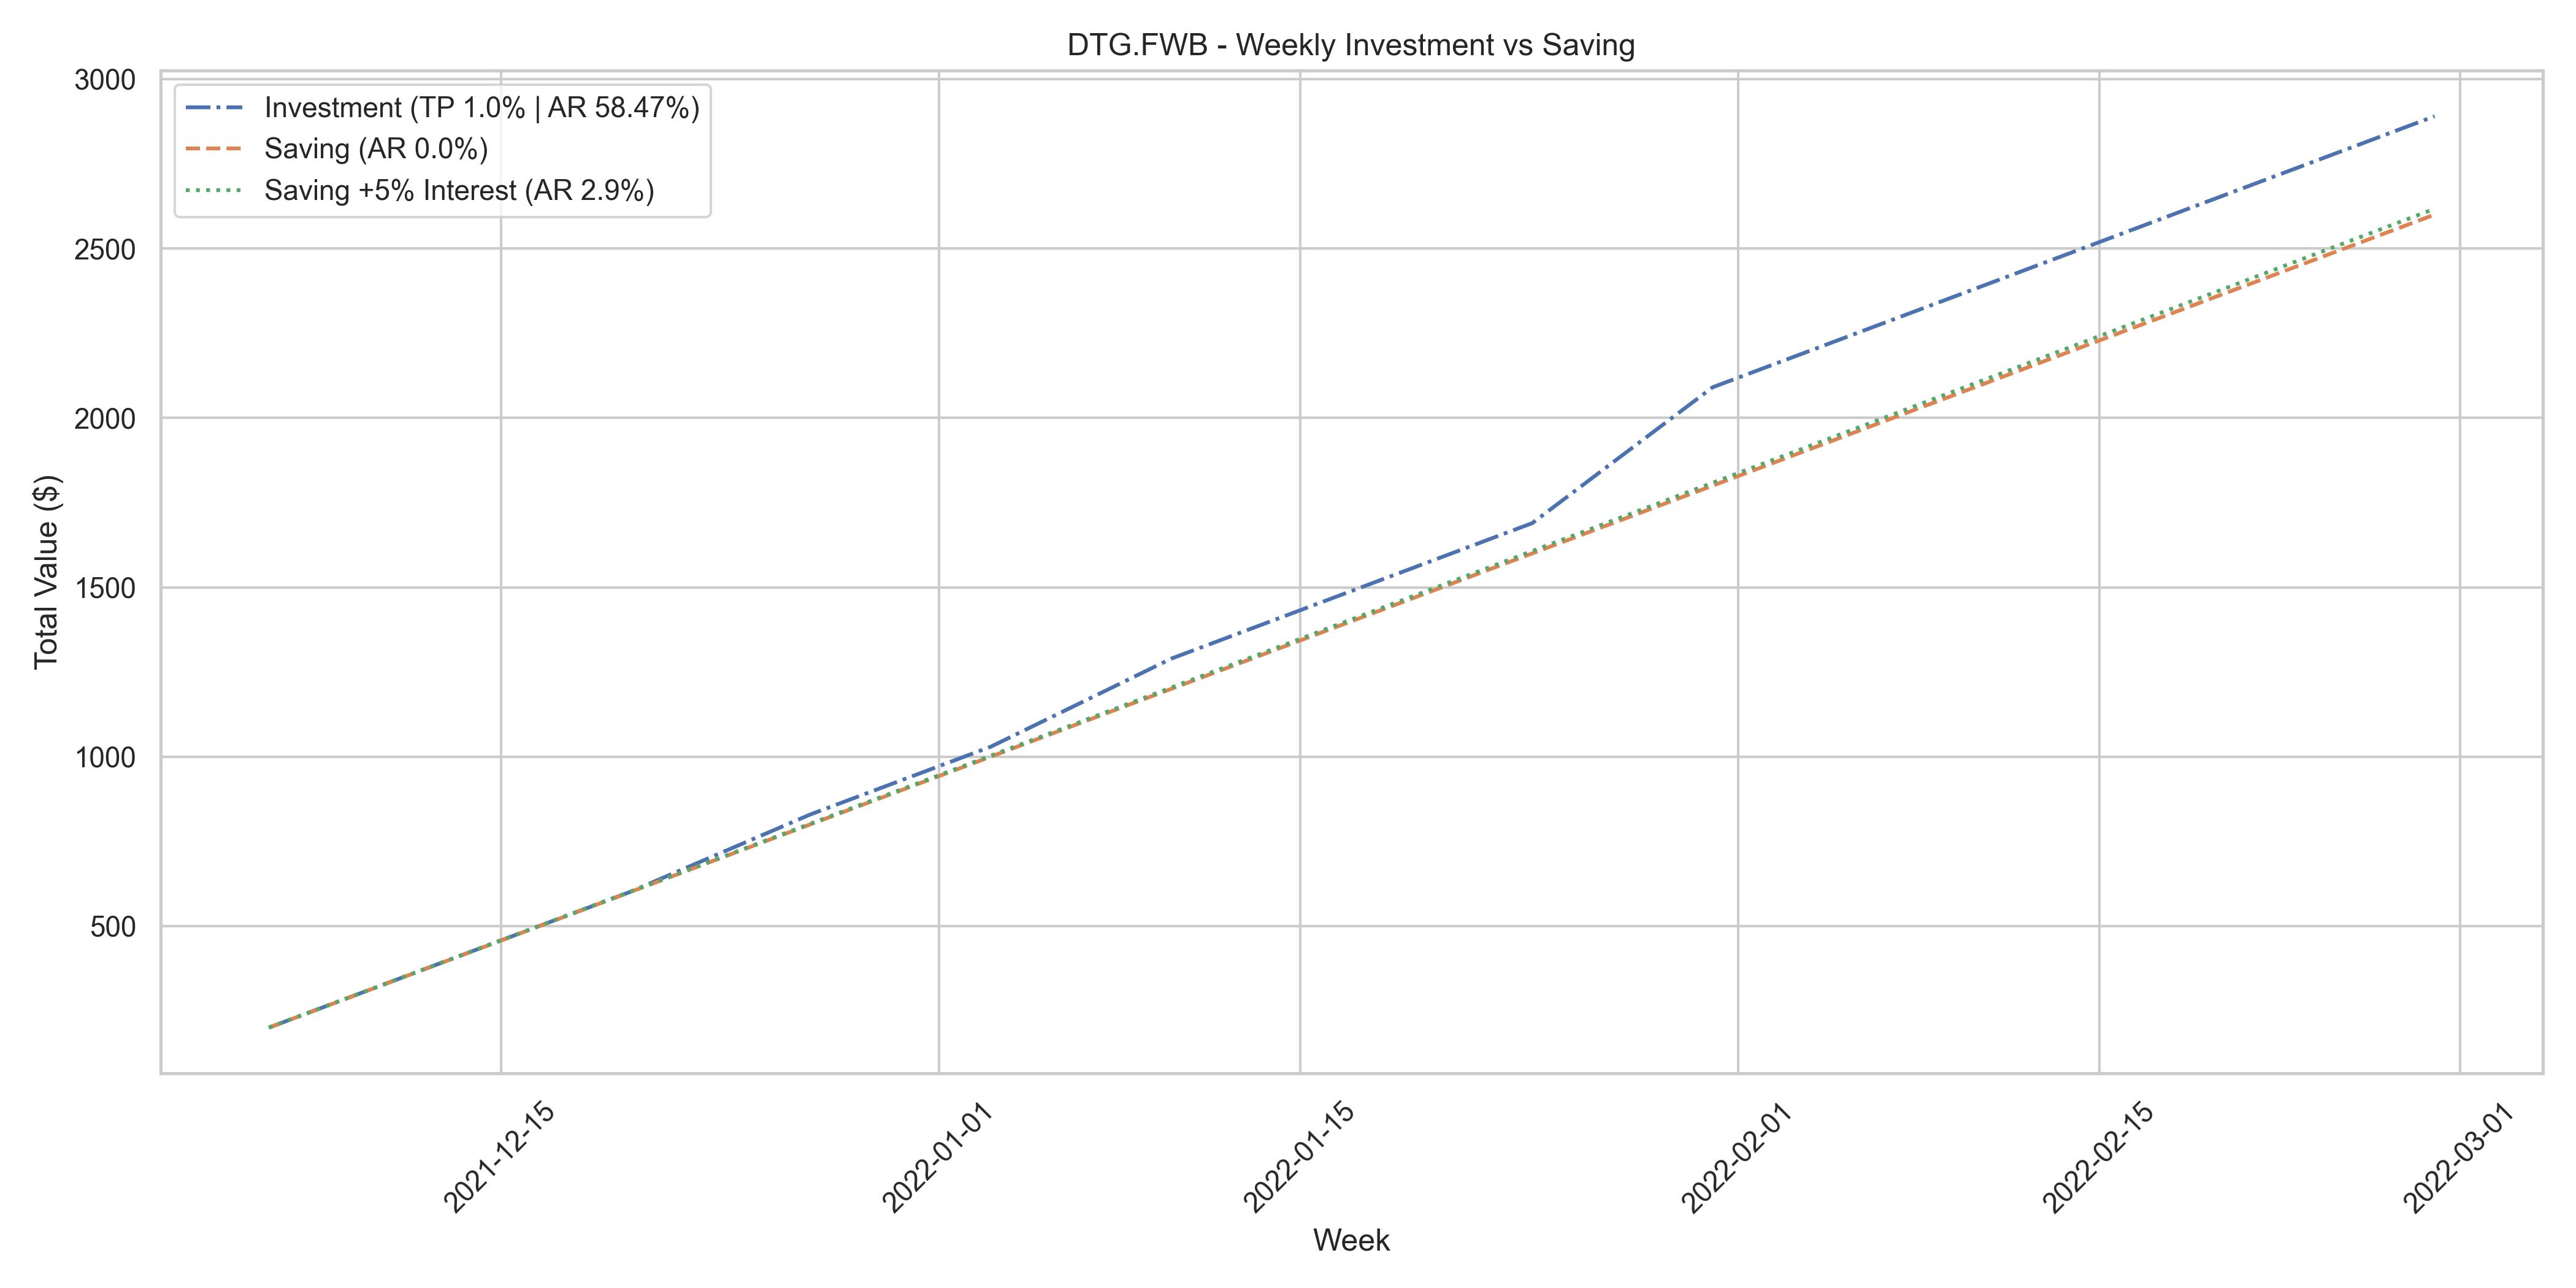 DTG.FWB - Weekly Investment vs Saving
Investment (TP 1.0% | AR 58.47%)
Saving (AR 0.0%)
Saving +5% Interest (AR 2.9%)
Total Value ($)
3000
2500
2000
1500
1000
500
2021-12-15
2022-01-01
2022-01-15
2022-02-01
2022-02-15
2022-03-01
Week